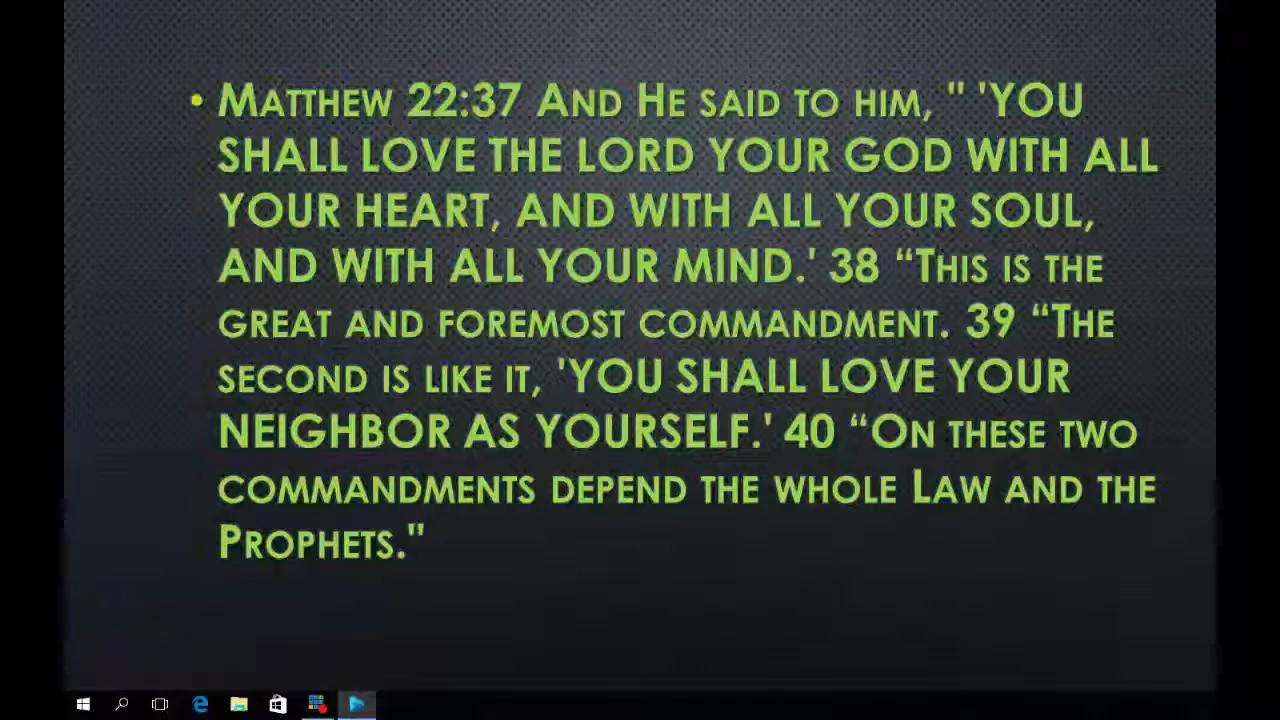 • Matthew 22:37 And He said to him, " 'YOU
SHALL LOVE THE LORD YOUR GOD WITH ALL
YOUR HEART, AND WITH ALL YOUR SOUL,
AND WITH ALL YOUR MIND.' 38 “This is the
great and foremost commandment. 39 “The
second is like it, 'YOU SHALL LOVE YOUR
NEIGHBOR AS YOURSELF.' 40 “On these two
commandments depend the whole Law and the
Prophets."